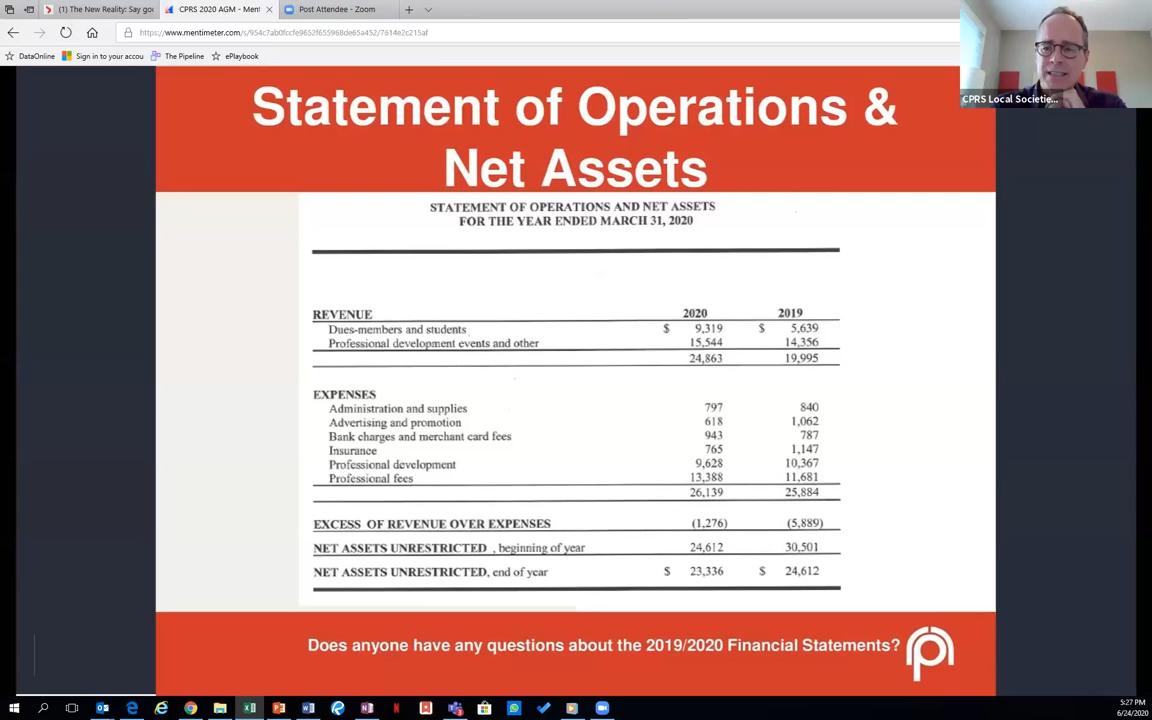 (1) The New Reality: Say goo
CPRS 2020 AGM - Ment
Post Attendee - Zoom
https://www.mentimeter.com/s/954c7ab0fccfe9652f655968de65a452/7614e2c215af
DataOnline
Sign in to your accou
The Pipeline
ePlaybook
CPRS Local Societie...
Statement of Operations &
Net Assets
STATEMENT OF OPERATIONS AND NET ASSETS
FOR THE YEAR ENDED MARCH 31, 2020
REVENUE 2020 2019
Dues-members and students $ 9,319 $ 5,639
Professional development events and other 15,544 14,356
24,863 19,995
EXPENSES
Administration and supplies 797 840
Advertising and promotion 618 1,062
Bank charges and merchant card fees 943 787
Insurance 765 1,147
Professional development 9,628 10,367
Professional fees 13,388 11,681
26,139 25,884
EXCESS OF REVENUE OVER EXPENSES (1,276) (5,889)
NET ASSETS UNRESTRICTED , beginning of year 24,612 30,501
NET ASSETS UNRESTRICTED, end of year $ 23,336 $ 24,612
Does anyone have any questions about the 2019/2020 Financial Statements?
5:27 PM
6/24/2020